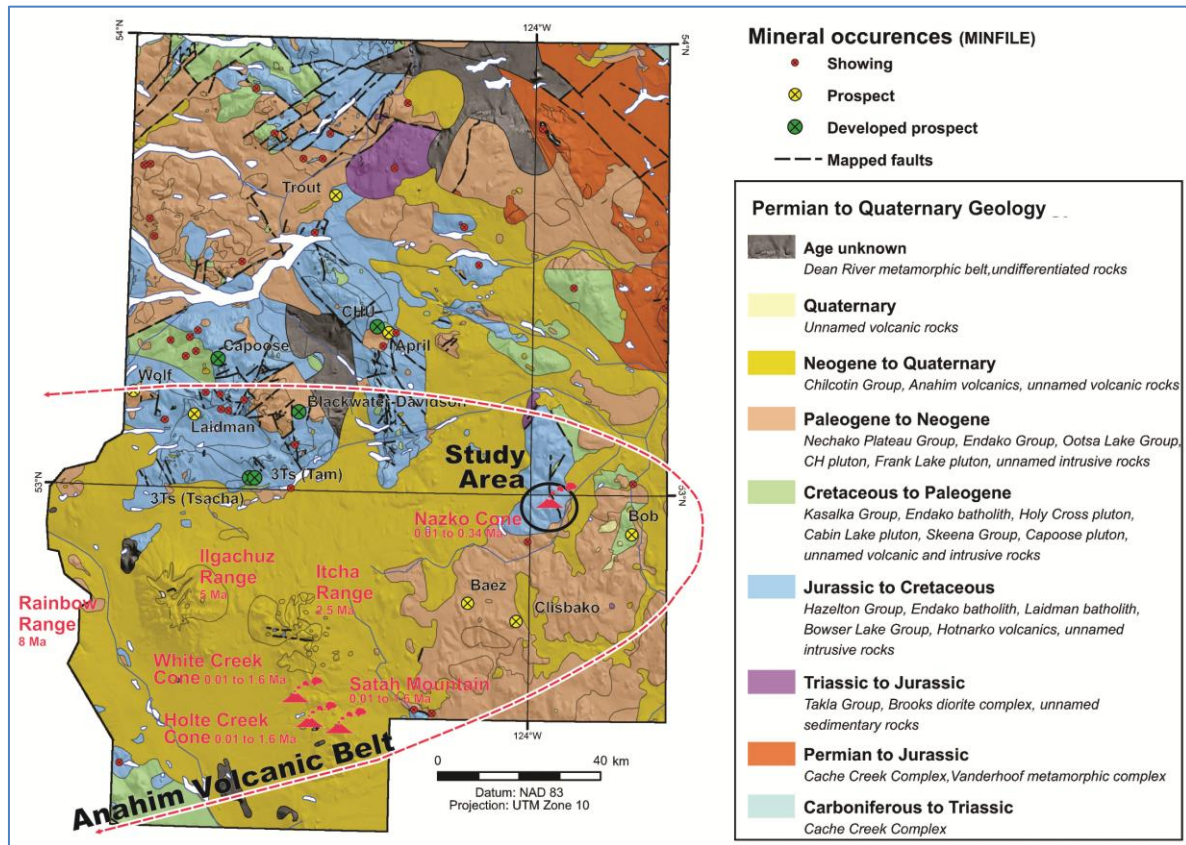 54°N
124°W
54°N
Trout
CHU
April
Capoose
Wolf
Blackwater-Davidson
Laidman
Study
Area
3Ts (Tam)
53°N
3Ts (Tsacha)
53°N
Nazko Cone
0.01 to 0.34 Ma
Bob
Ilgachuz
Range
5 Ma
Itcha
Range
2.5 Ma
Baez
Clisbako
Rainbow
Range
8 Ma
White Creek
Cone 0.01 to 1.6 Ma
Satah Mountain
0.01 to 1.6 Ma
Holte Creek
Cone 0.01 to 1.6 Ma
124°W
Anahim Volcanic Belt
0 40 km
Datum: NAD 83
Projection: UTM Zone 10
Mineral occurences (MINFILE)
Showing
Prospect
Developed prospect
Mapped faults
Permian to Quaternary Geology
Age unknown
Dean River metamorphic belt,undifferentiated rocks
Quaternary
Unnamed volcanic rocks
Neogene to Quaternary
Chilcotin Group, Anahim volcanics, unnamed volcanic rocks
Paleogene to Neogene
Nechako Plateau Group, Endako Group, Ootsa Lake Group,
CH pluton, Frank Lake pluton, unnamed intrusive rocks
Cretaceous to Paleogene
Kasalka Group, Endako batholith, Holy Cross pluton,
Cabin Lake pluton, Skeena Group, Capoose pluton,
unnamed volcanic and intrusive rocks
Jurassic to Cretaceous
Hazelton Group, Endako batholith, Laidman batholith,
Bowser Lake Group, Hotnarko volcanics, unnamed
intrusive rocks
Triassic to Jurassic
Takla Group, Brooks diorite complex, unnamed
sedimentary rocks
Permian to Jurassic
Cache Creek Complex,Vanderhoof metamorphic complex
Carboniferous to Triassic
Cache Creek Complex